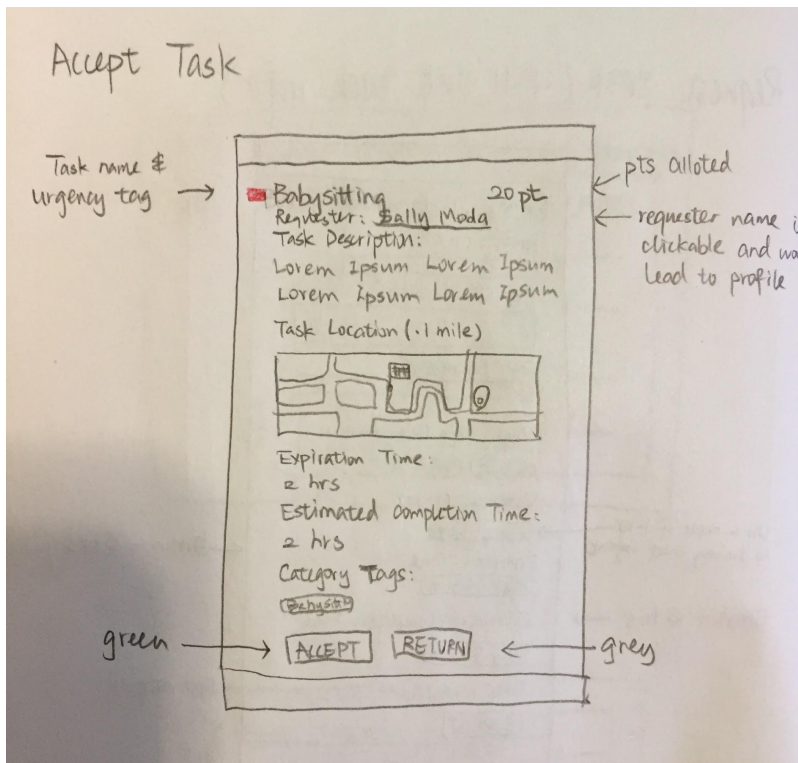 Accept Task
Task name &
urgency tag
pts alloted
requester name i
clickable and wo
Lead to profile
Babysitting 20 pt
Requester: Sally Moda
Task Description:
Lorem Ipsum Lorem Ipsum
Lorem Ipsum Lorem Ipsum
Task Location (.1 mile)
Expiration Time:
2 hrs
Estimated Completion Time:
2 hrs
Category Tags:
green
ACCEPT RETURN
grey